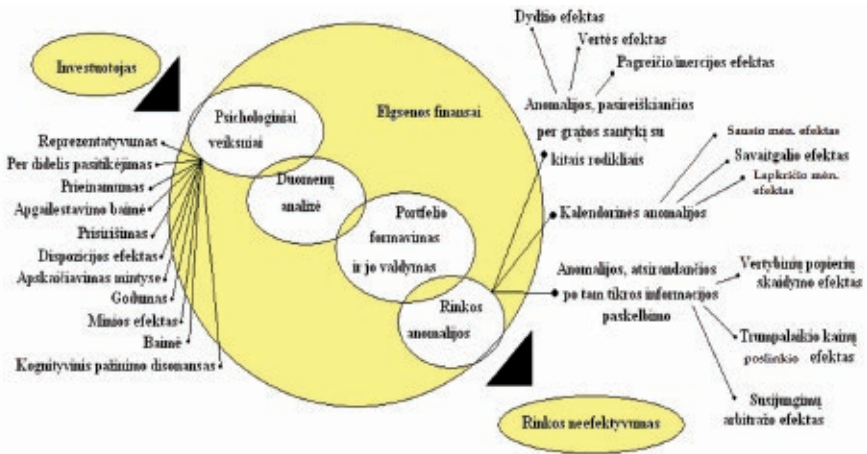 Investuotojas
Psichologiniai
veiksniai
Elgsenos finansai
Duomenų
analizė
Portfelio
formavimas
ir jo valdymas
Rinkos
anomalijos
Rinkos neefektyvumas
Reprezentatyvumas
Per didelis pasitikėjimas
Prieinamumas
Apgailestavimo baimė
Prisirišimas
Dispozicijos efektas
Apskaičiavimas mintyse
Godumas
Minios efektas
Baimė
Kognityvinis pažinimo disonansas
Dydžio efektas
Vertės efektas
Pagreičio/inercijos efektas
Anomalijos, pasireiškiančios
per grąžos santykį su
kitais rodikliais
Sausio mėn. efektas
Savaitgalio efektas
Lapkričio mėn.
efektas
Kalendorinės anomalijos
Anomalijos, atsirandančios
po tam tikros informacijos
paskelbimo
Vertybinių popierių
skaidymo efektas
Trumpalaikio kainų
poslinkio efektas
Susijungimų
arbitražo efektas